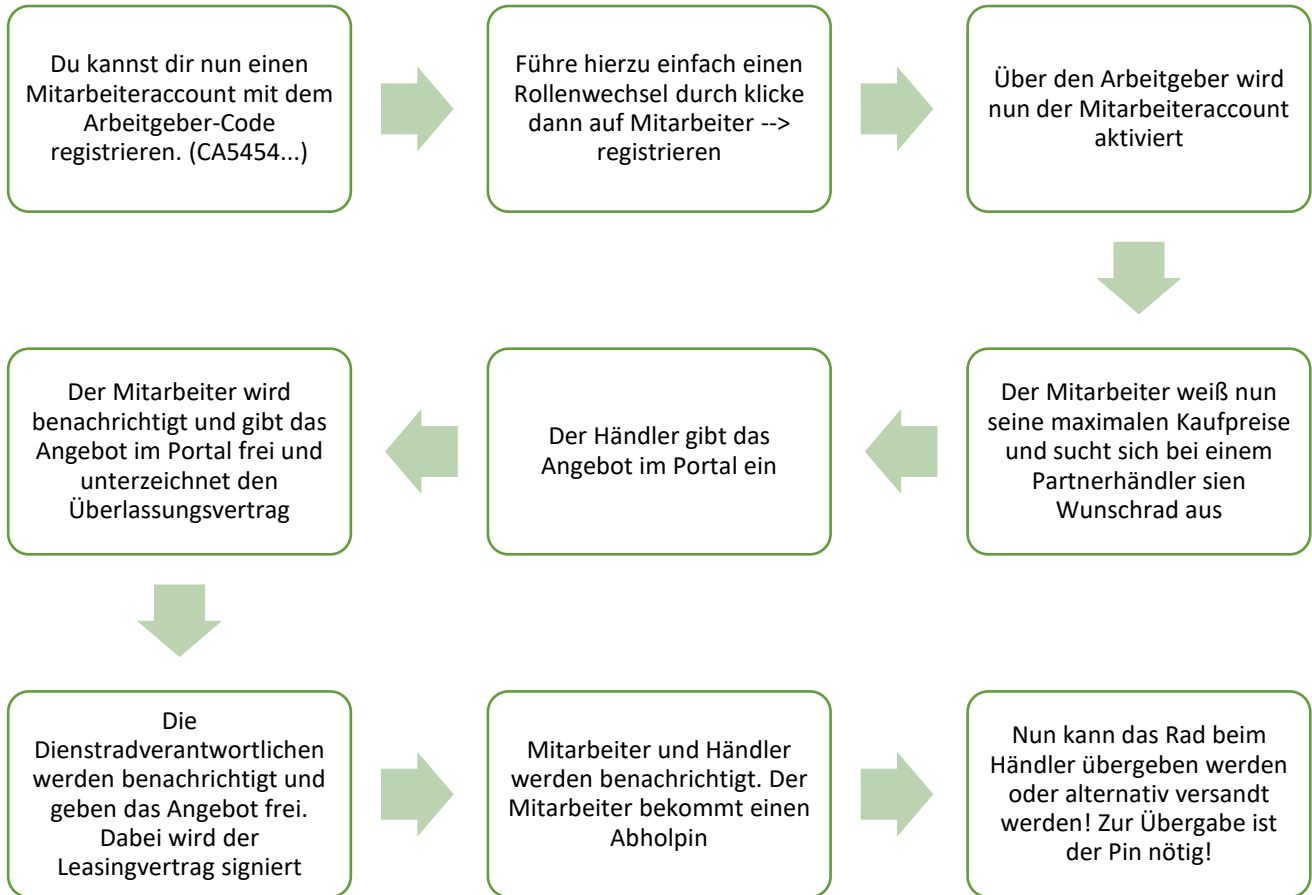 Du kannst dir nun einen
Mitarbeiteraccount mit dem
Arbeitgeber-Code
registrieren. (CA5454...)
Führe hierzu einfach einen
Rollenwechsel durch klicke
dann auf Mitarbeiter -->
registrieren
Über den Arbeitgeber wird
nun der Mitarbeiteraccount
aktiviert
Der Mitarbeiter weiß nun
seine maximalen Kaufpreise
und sucht sich bei einem
Partnerhändler sien
Wunschrad aus
Der Händler gibt das
Angebot im Portal ein
Der Mitarbeiter wird
benachrichtigt und gibt das
Angebot im Portal frei und
unterzeichnet den
Überlassungsvertrag
Die
Dienstradverantwortlichen
werden benachrichtigt und
geben das Angebot frei.
Dabei wird der
Leasingvertrag signiert
Mitarbeiter und Händler
werden benachrichtigt. Der
Mitarbeiter bekommt einen
Abholpin
Nun kann das Rad beim
Händler übergeben werden
oder alternativ versandt
werden! Zur Übergabe ist
der Pin nötig!